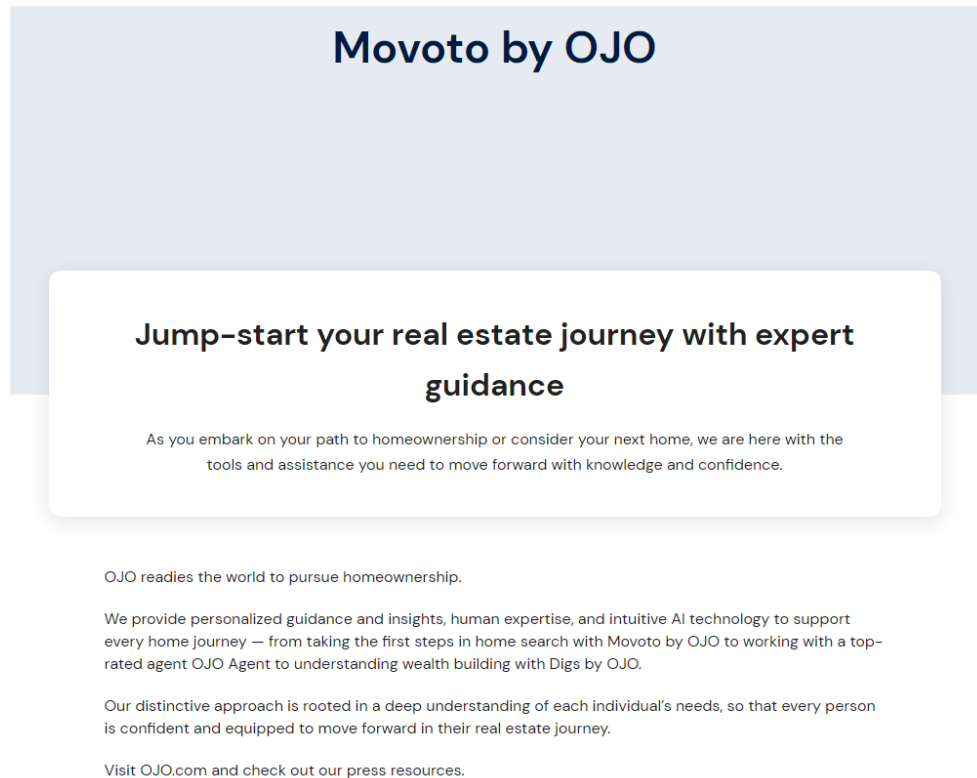 Movoto by OJO
Jump-start your real estate journey with expert
guidance
As you embark on your path to homeownership or consider your next home, we are here with the
tools and assistance you need to move forward with knowledge and confidence.
OJO readies the world to pursue homeownership.
We provide personalized guidance and insights, human expertise, and intuitive AI technology to support
every home journey — from taking the first steps in home search with Movoto by OJO to working with a top-
rated agent OJO Agent to understanding wealth building with Digs by OJO.
Our distinctive approach is rooted in a deep understanding of each individual’s needs, so that every person
is confident and equipped to move forward in their real estate journey.
Visit OJO.com and check out our press resources.